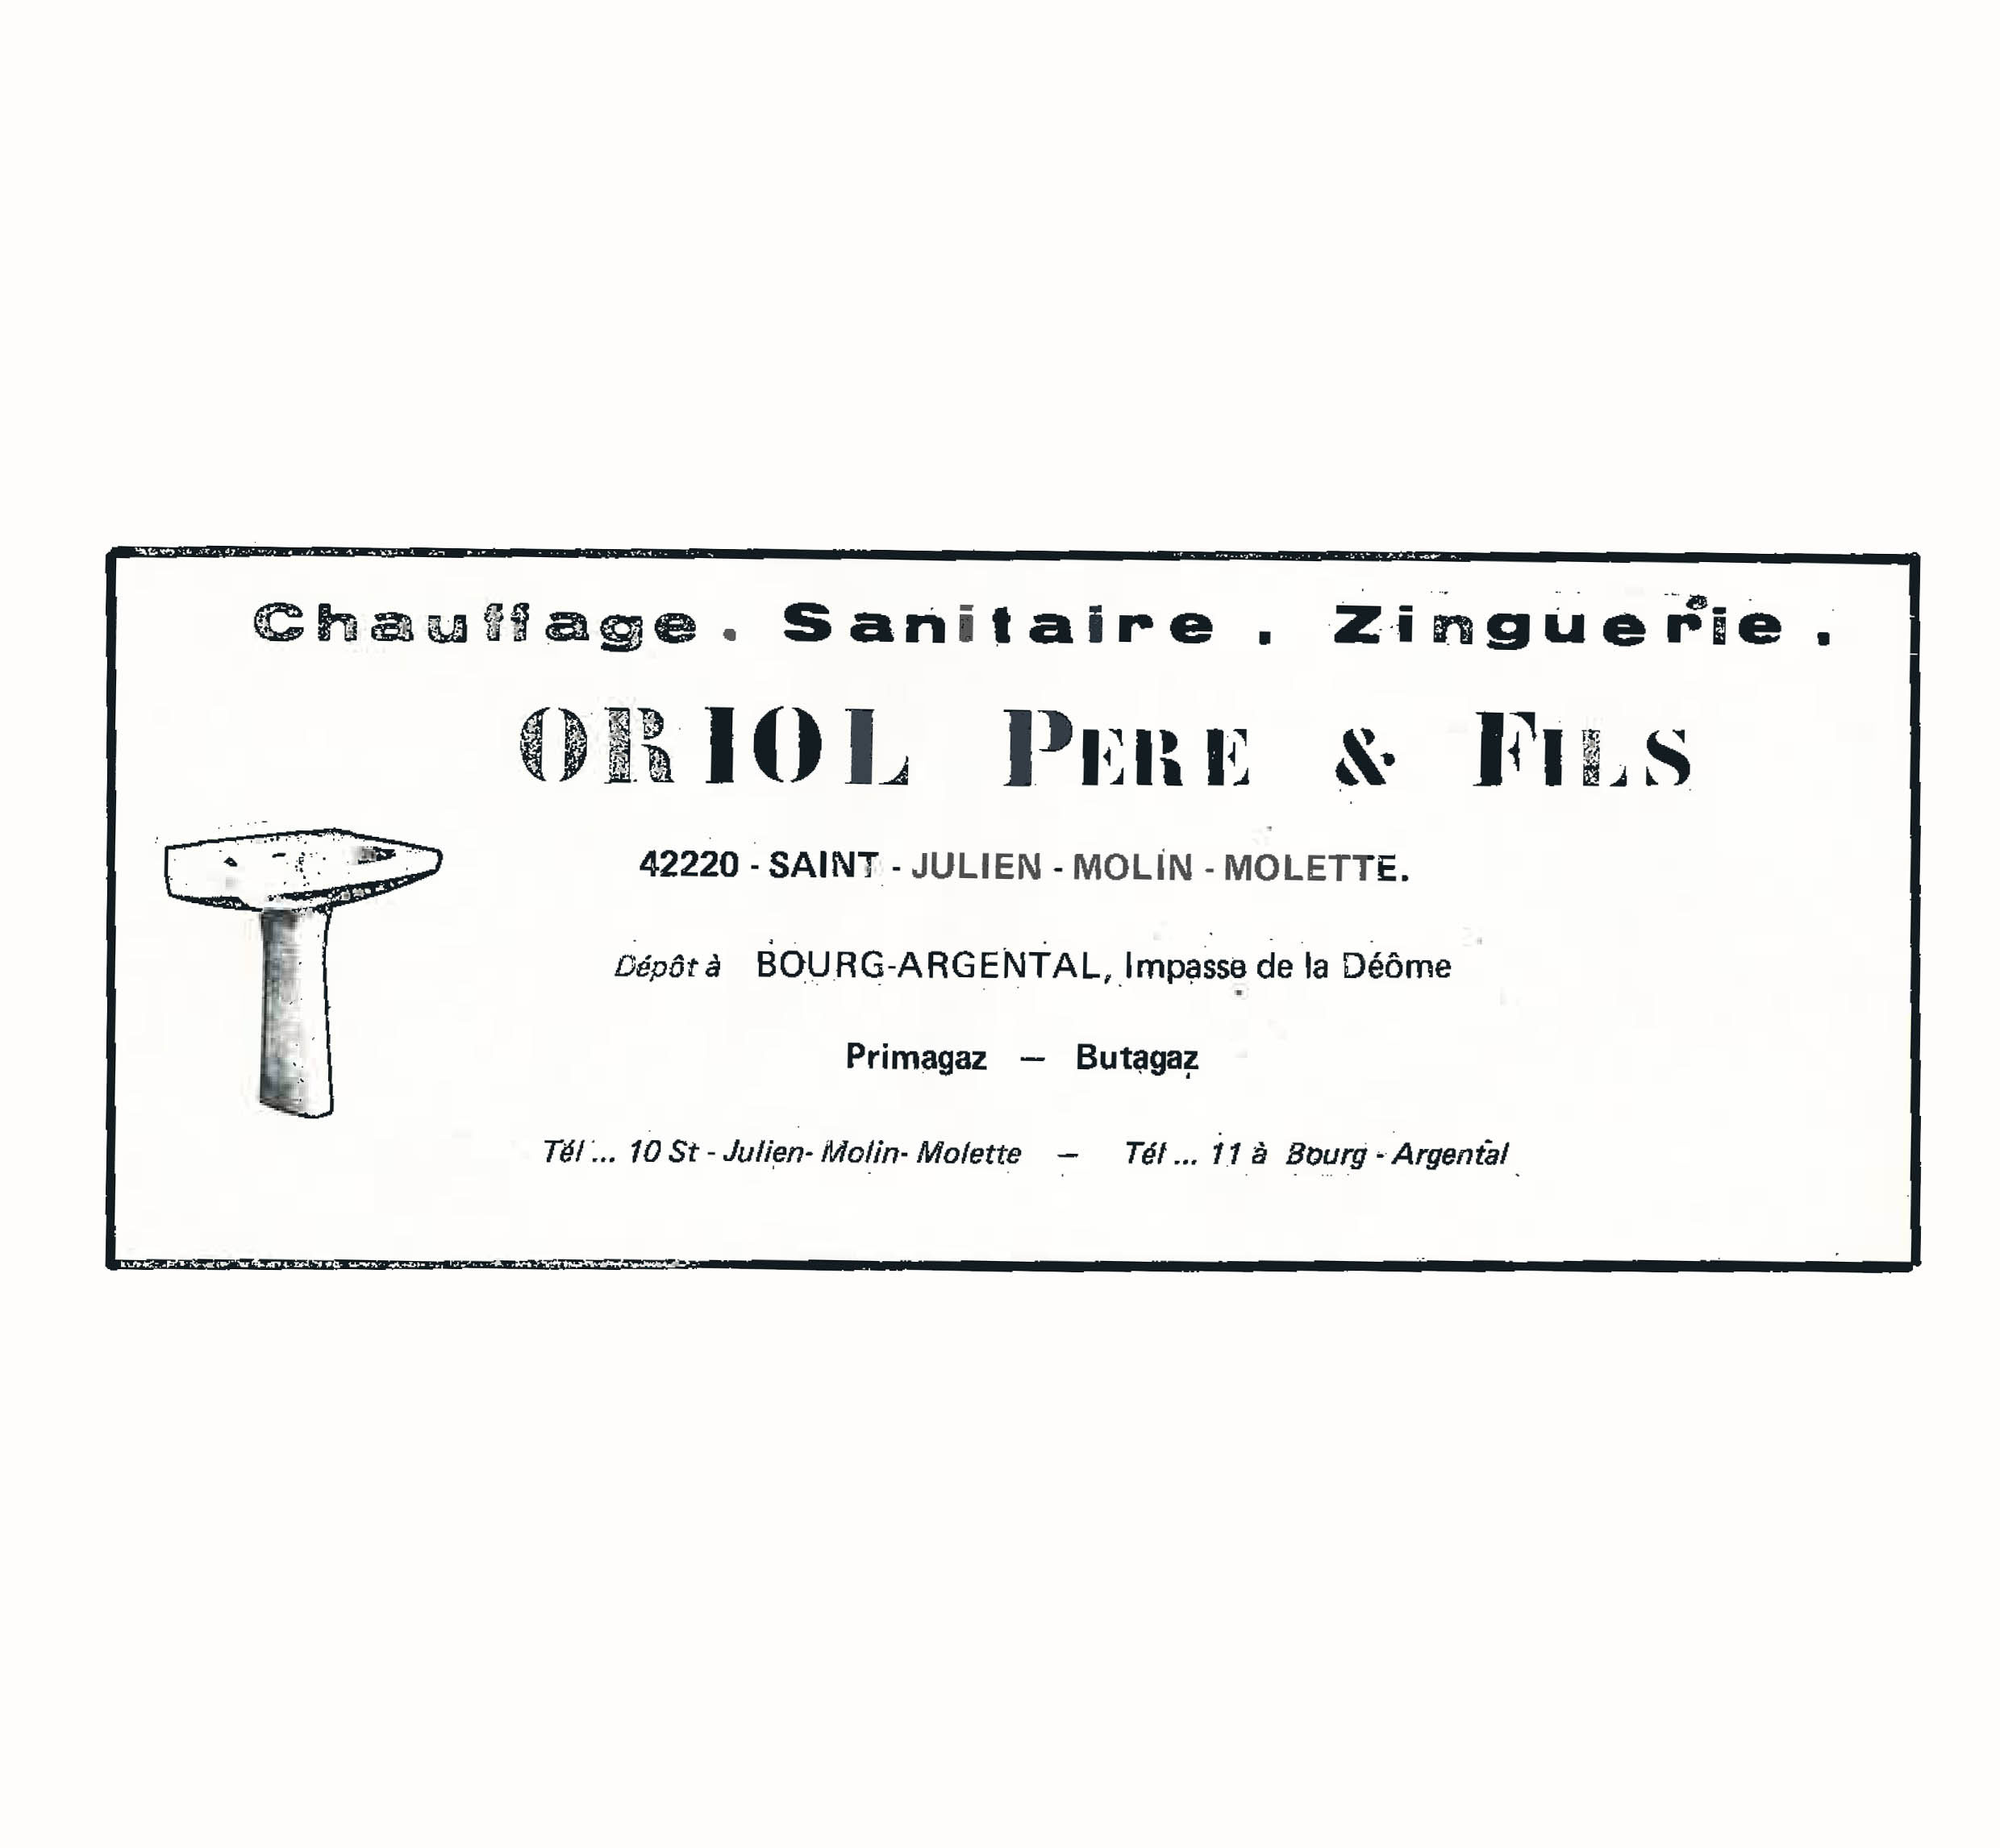 Chauffage. Sanitaire. Zinguerie.
ORIOL PERE & FILS
42220 - SAINT - JULIEN - MOLIN - MOLETTE.
Dépôt à BOURG-ARGENTAL, Impasse de la Déôme
Primagaz — Butagaz
Tél ... 10 St - Julien- Molin- Molette — Tél ... 11 à Bourg - Argental